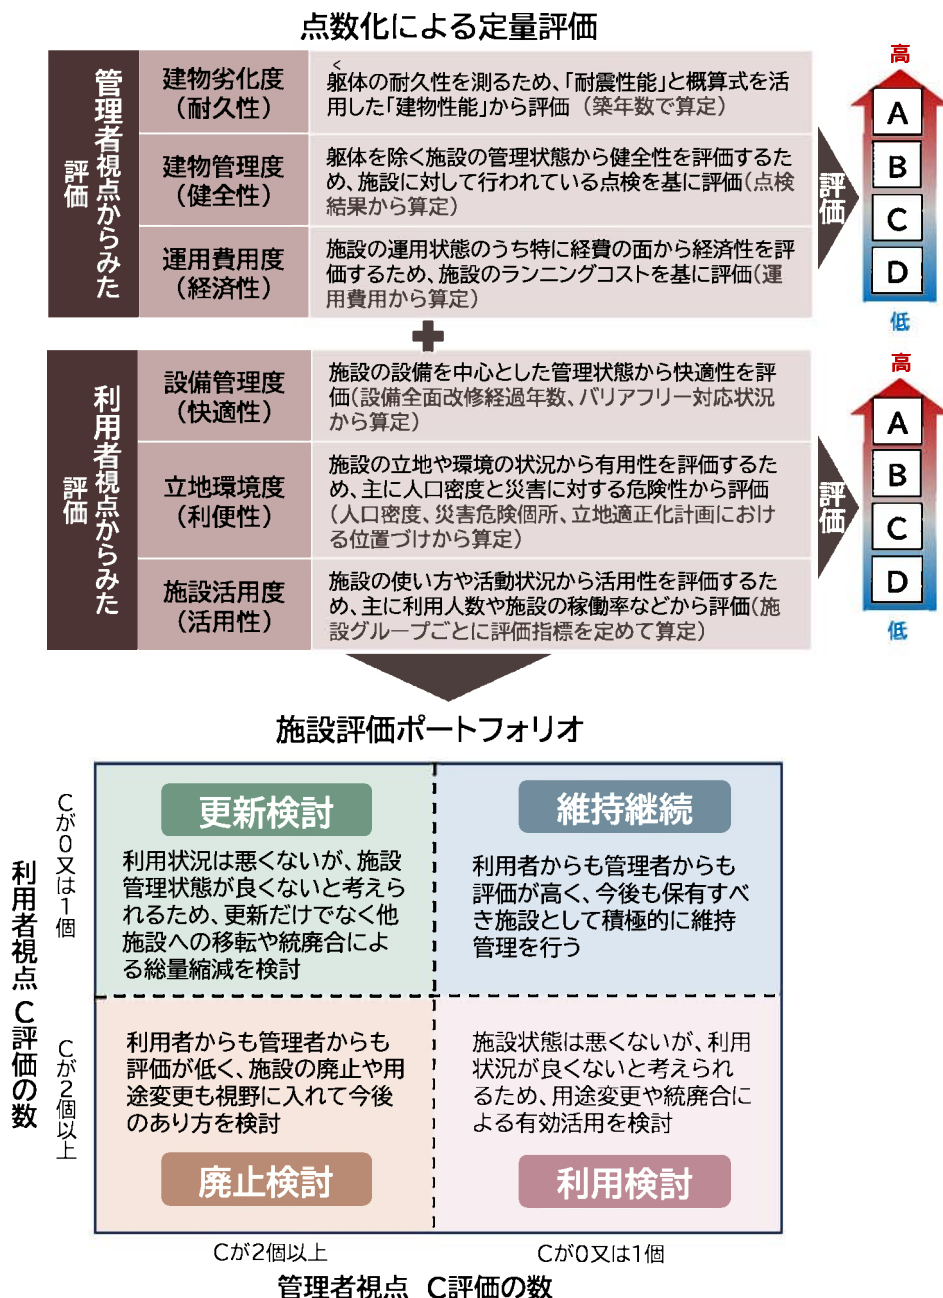 点数化による定量評価
管理者視点からみた
評価
建物劣化度
（耐久性）
く
躯体の耐久性を測るため、「耐震性能」と概算式を活
用した「建物性能」から評価 （築年数で算定）
建物管理度
（健全性）
躯体を除く施設の管理状態から健全性を評価するた
め、施設に対して行われている点検を基に評価（点検
結果から算定）
運用費用度
（経済性）
施設の運用状態のうち特に経費の面から経済性を評
価するため、施設のランニングコストを基に評価（運
用費用から算定）
評価
高
A
B
C
D
低
利用者視点からみた
評価
設備管理度
（快適性）
施設の設備を中心とした管理状態から快適性を評
価（設備全面改修経過年数、バリアフリー対応状況
から算定）
立地環境度
（利便性）
施設の立地や環境の状況から有用性を評価するた
め、主に人口密度と災害に対する危険性から評価
（人口密度、災害危険個所、立地適正化計画におけ
る位置づけから算定）
施設活用度
（活用性）
施設の使い方や活動状況から活用性を評価するた
め、主に利用人数や施設の稼働率などから評価（施
設グループごとに評価指標を定めて算定）
評価
高
A
B
C
D
低
施設評価ポートフォリオ
利用者視点 C評価の数
Cが0又は1個
Cが2個以上
更新検討
利用状況は悪くないが、施設
管理状態が良くないと考えら
れるため、更新だけでなく他
施設への移転や統廃合によ
る総量縮減を検討
維持継続
利用者からも管理者からも
評価が高く、今後も保有すべ
き施設として積極的に維持
管理を行う
利用者からも管理者からも
評価が低く、施設の廃止や用
途変更も視野に入れて今後
のあり方を検討
廃止検討
施設状態は悪くないが、利用
状況が良くないと考えられ
るため、用途変更や統廃合に
よる有効活用を検討
利用検討
Cが2個以上
Cが0又は1個
管理者視点 C評価の数